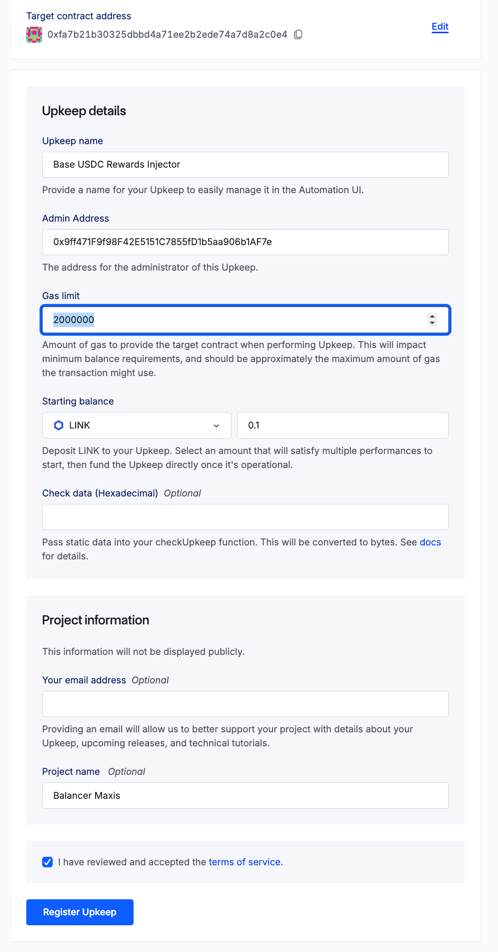 Target contract address
0xfa7b21b30325dbbd4a71ee2b2ede74a7d8a2c0e4
Edit
Upkeep details
Upkeep name
Base USDC Rewards Injector
Provide a name for your Upkeep to easily manage it in the Automation UI.
Admin Address
0x9ff471F9f98F42E5151C7855fD1b5aa906b1AF7e
The address for the administrator of this Upkeep.
Gas limit
2000000
Amount of gas to provide the target contract when performing Upkeep. This will impact
minimum balance requirements, and should be approximately the maximum amount of gas
the transaction might use.
Starting balance
LINK 0.1
Deposit LINK to your Upkeep. Select an amount that will satisfy multiple performances to
start, then fund the Upkeep directly once it's operational.
Check data (Hexadecimal) Optional
Pass static data into your checkUpkeep function. This will be converted to bytes. See docs
for details.
Project information
This information will not be displayed publicly.
Your email address Optional
Providing an email will allow us to better support your project with details about your
Upkeep, upcoming releases, and technical tutorials.
Project name Optional
Balancer Maxis
I have reviewed and accepted the terms of service.
Register Upkeep